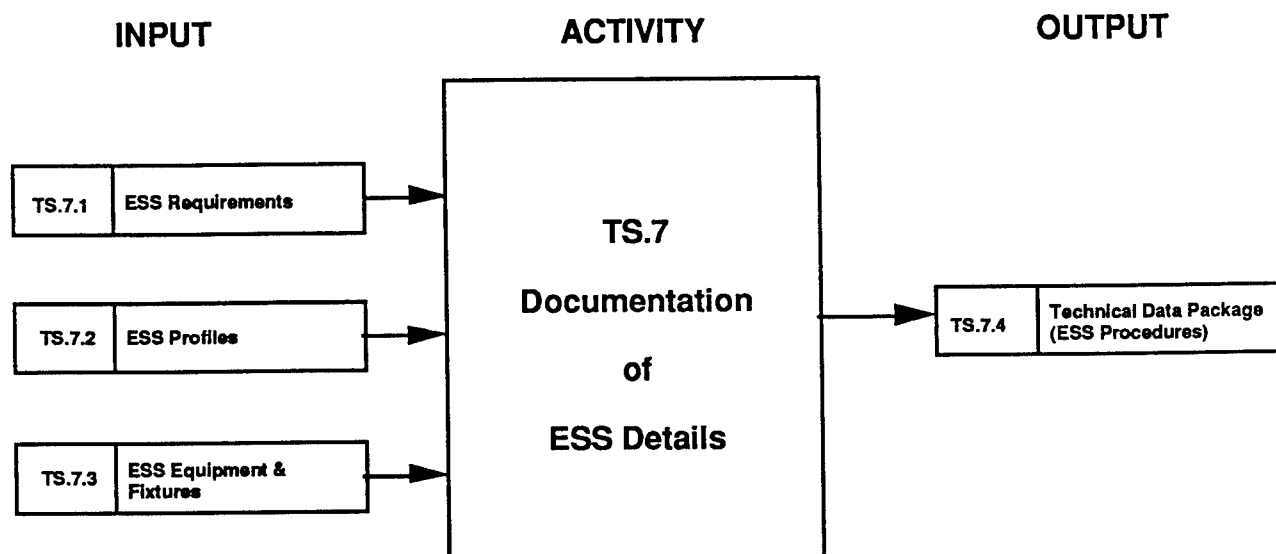 INPUT
ACTIVITY
OUTPUT
TS.7.1
ESS Requirements
TS.7.2
ESS Profiles
TS.7.3
ESS Equipment &
Fixtures
TS.7
Documentation
of
ESS Details
TS.7.4
Technical Data Package
(ESS Procedures)